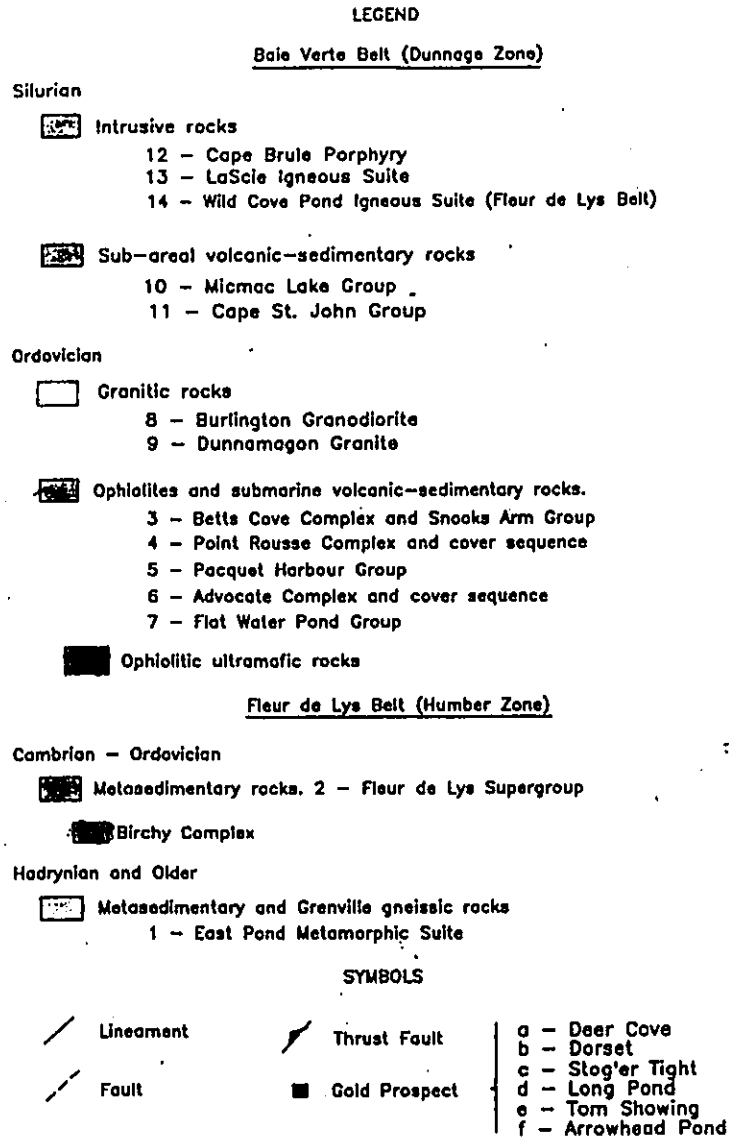 LEGEND
Baie Verte Belt (Dunnage Zone)
Silurian
Intrusive rocks
12 — Cape Brule Porphyry
13 — LaScie Igneous Suite
14 — Wild Cove Pond Igneous Suite (Fleur de Lys Belt)
Sub-areal volcanic-sedimentary rocks
10 — Micmac Lake Group
11 — Cape St. John Group
Ordovician
Granitic rocks
8 — Burlington Granodiorite
9 — Dunnamagon Granite
Ophiolites and submarine volcanic-sedimentary rocks.
3 — Betts Cove Complex and Snooks Arm Group
4 — Point Rousse Complex and cover sequence
5 — Pacquet Harbour Group
6 — Advocate Complex and cover sequence
7 — Flat Water Pond Group
Ophiolitic ultramafic rocks
Fleur de Lys Belt (Humber Zone)
Cambrian — Ordovician
Metasedimentary rocks. 2 — Fleur de Lys Supergroup
Birchy Complex
Hadrynian and Older
Metasedimentary and Grenville gneissic rocks
1 — East Pond Metamorphic Suite
SYMBOLS
Lineament
Fault
Thrust Fault
Gold Prospect
a — Deer Cove
b — Dorset
c — Stog'er Tight
d — Long Pond
e — Tom Showing
f — Arrowhead Pond